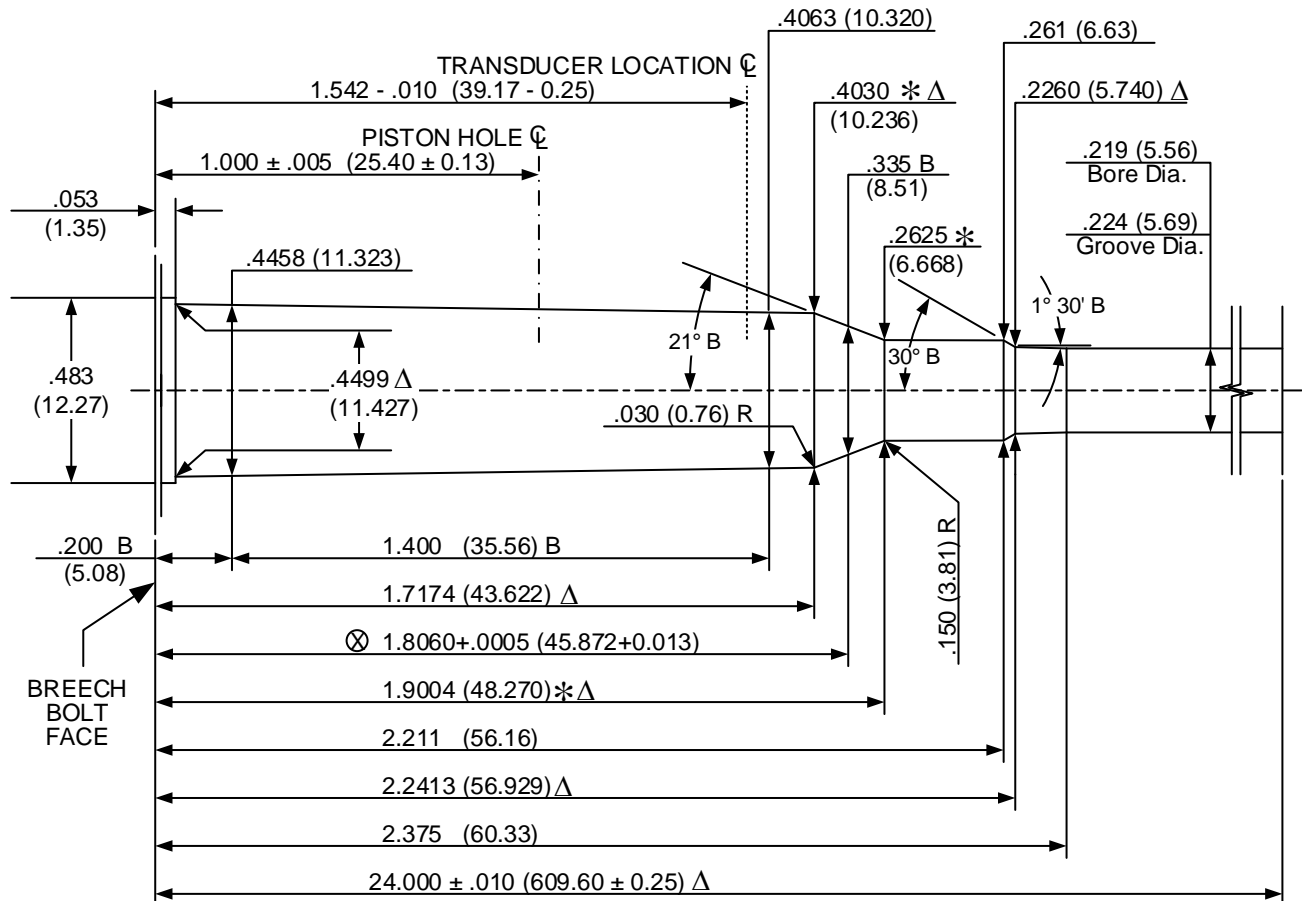 .4063 (10.320)
.261 (6.63)
TRANSDUCER LOCATION ℄
1.542 - .010 (39.17 - 0.25)
.4030 * Δ
(10.236)
.2260 (5.740) Δ
PISTON HOLE ℄
1.000 ± .005 (25.40 ± 0.13)
.335 B
(8.51)
.219 (5.56)
Bore Dia.
.053
(1.35)
.224 (5.69)
Groove Dia.
.2625 *
(6.668)
.4458 (11.323)
1° 30' B
21° B
30° B
.483
(12.27)
.4499 Δ
(11.427)
.030 (0.76) R
.150 (3.81) R
.200 B
(5.08)
1.400 (35.56) B
1.7174 (43.622) Δ
⊗ 1.8060+.0005 (45.872+0.013)
BREECH
BOLT
FACE
1.9004 (48.270)* Δ
2.211 (56.16)
2.2413 (56.929) Δ
2.375 (60.33)
24.000 ± .010 (609.60 ± 0.25) Δ